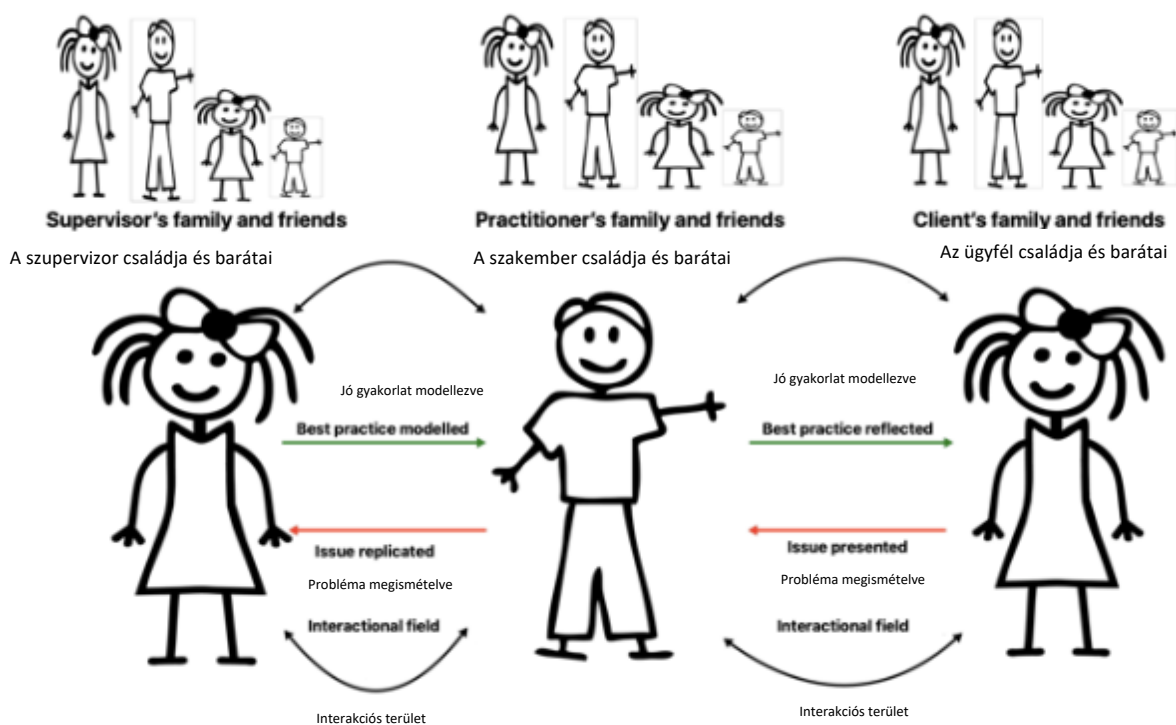 Supervisor's family and friends
Practitioner's family and friends
Client's family and friends
A szupervizor családja és barátai
A szakember családja és barátai
Az ügyfél családja és barátai
Jó gyakorlat modellezve
Best practice modelled
Jó gyakorlat modellezve
Best practice reflected
Issue replicated
Probléma megismételve
Issue presented
Probléma megismételve
Interactional field
Interactional field
Interakciós terület
Interakciós terület